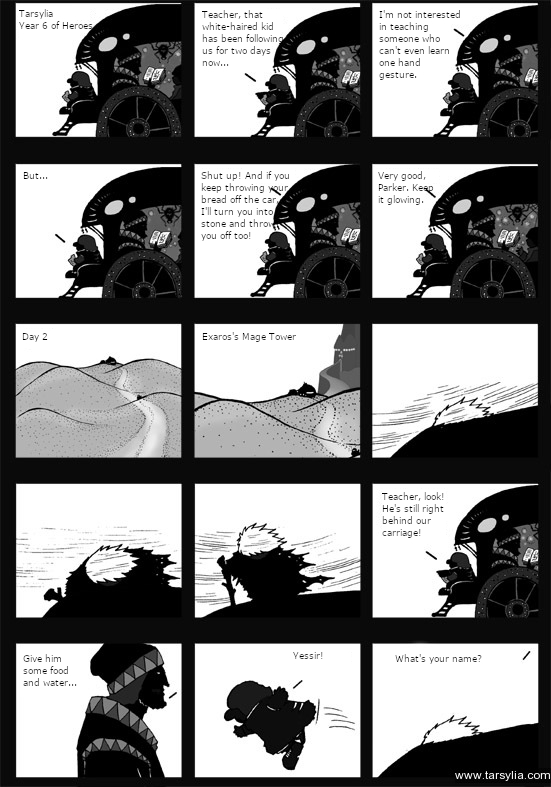 Tarsylia
Year 6 of Heroes
Teacher, that
white-haired kid
has been following
us for two days
now...
I'm not interested
in teaching
someone who
can't even learn
one hand
gesture.
But...
Shut up! And if you
keep throwing your
bread off the car,
I'll turn you into
stone and throw
you off too!
Very good,
Parker. Keep
it glowing.
Day 2
Exaros's Mage Tower
Teacher, look!
He's still right
behind our
carriage!
Give him
some food
and water...
Yessir!
What's your name?
www.tarsylia.com